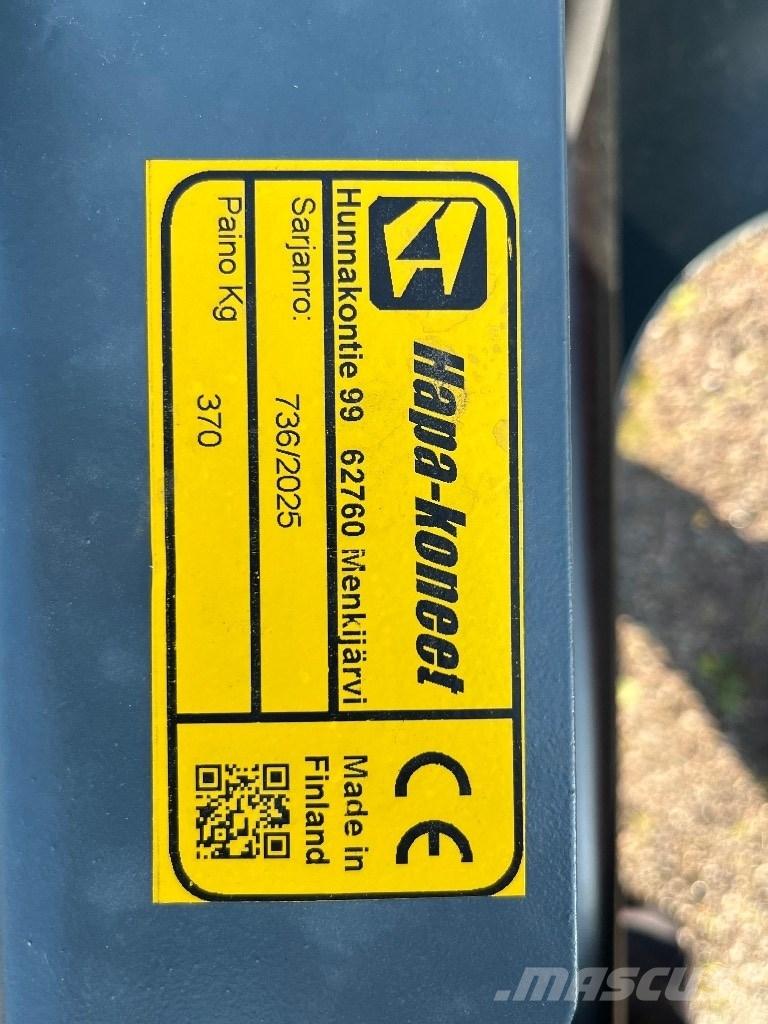 Hapa-Koneet
Hunnakontie 99 62760 Menkijärvi
Sarjanro: 736/2025
Paino Kg 370
CE
Made in
Finland
MASCUS